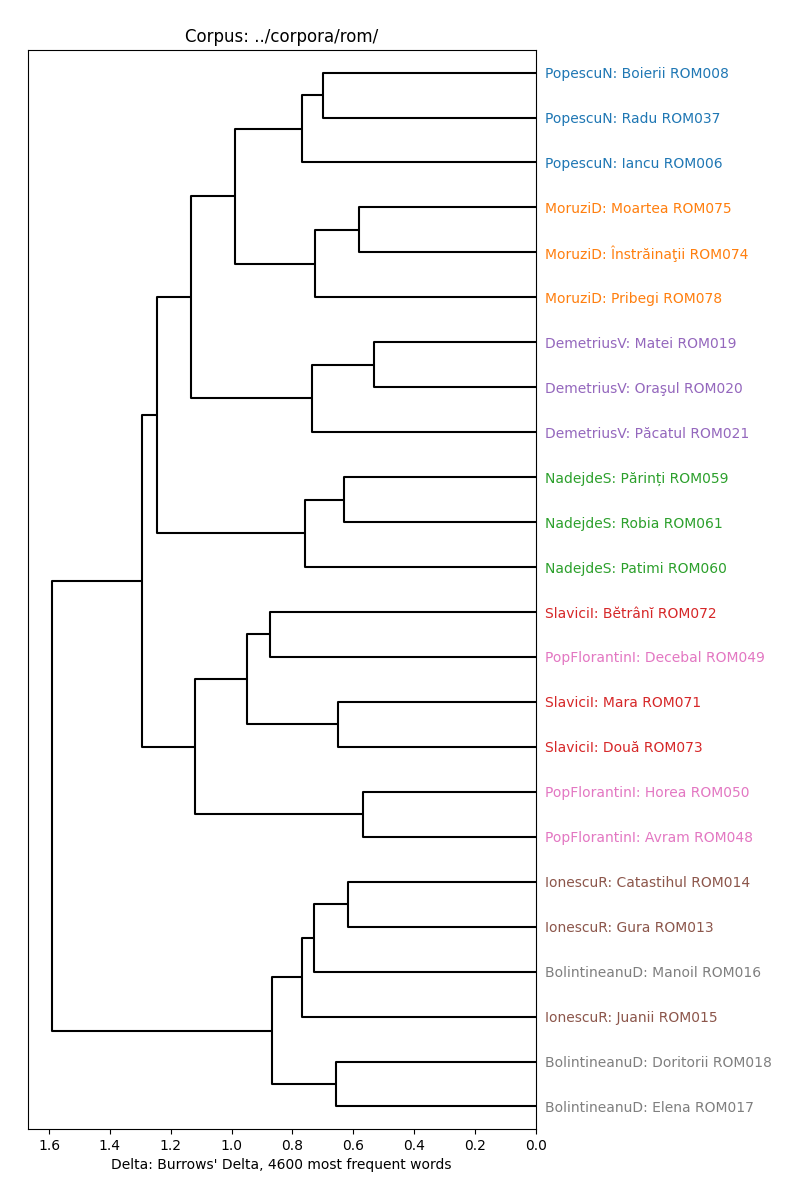 Corpus: ../corpora/rom/
PopescuN: Boierii ROM008
PopescuN: Radu ROM037
PopescuN: Iancu ROM006
MoruziD: Moartea ROM075
MoruziD: Înstrăinaţii ROM074
MoruziD: Pribegi ROM078
DemetriusV: Matei ROM019
DemetriusV: Oraşul ROM020
DemetriusV: Păcatul ROM021
NadejdeS: Părinți ROM059
NadejdeS: Robia ROM061
NadejdeS: Patimi ROM060
SlaviciI: Bĕtrânĭ ROM072
PopFlorantinI: Decebal ROM049
SlaviciI: Mara ROM071
SlaviciI: Două ROM073
PopFlorantinI: Horea ROM050
PopFlorantinI: Avram ROM048
IonescuR: Catastihul ROM014
IonescuR: Gura ROM013
BolintineanuD: Manoil ROM016
IonescuR: Juanii ROM015
BolintineanuD: Doritorii ROM018
BolintineanuD: Elena ROM017
1.6 1.4 1.2 1.0 0.8 0.6 0.4 0.2 0.0
Delta: Burrows' Delta, 4600 most frequent words